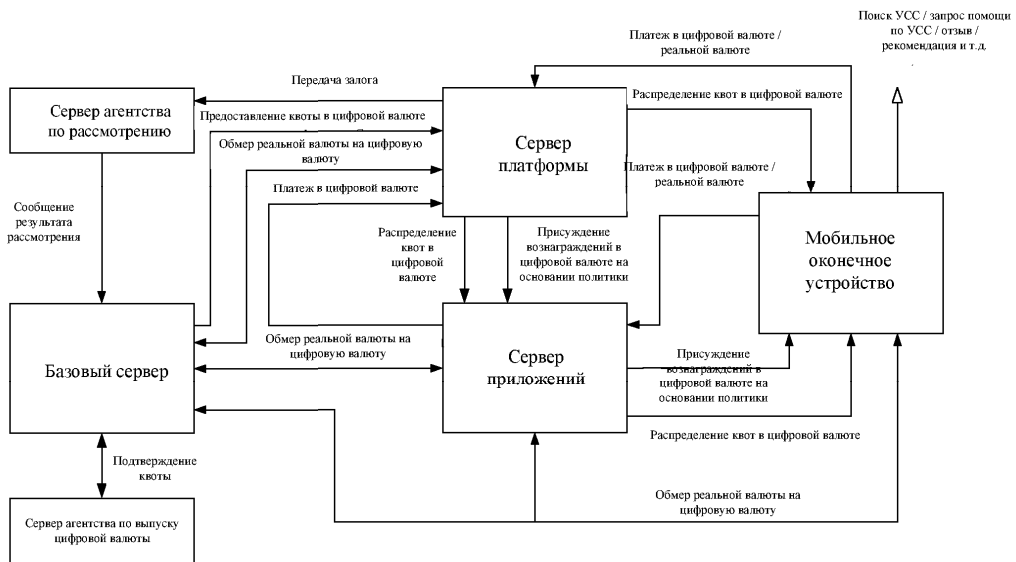 Поиск УСС / запрос помощи
по УСС / отзыв /
рекомендация и т.д.
Платеж в цифровой валюте /
реальной валюте
Передача залога
Распределение квот в цифровой валюте
Сервер агентства
по рассмотрению
Предоставление квоты в цифровой валюте
Обмер реальной валюты на цифровую
валюту
Сервер
платформы
Платеж в цифровой валюте /
реальной валюте
Платеж в цифровой валюте
Сообщение
результата
рассмотрения
Распределение
квот в
цифровой
валюте
Присуждение
вознаграждений в
цифровой валюте на
основании политики
Мобильное
оконечное
устройство
Обмер реальной валюты на
цифровую валюту
Базовый сервер
Сервер
приложений
Присуждение
вознаграждений в
цифровой валюте на
основании политики
Распределение квот в цифровой валюте
Подтверждение
квоты
Обмер реальной валюты на
цифровую валюту
Сервер агентства по выпуску
цифровой валюты